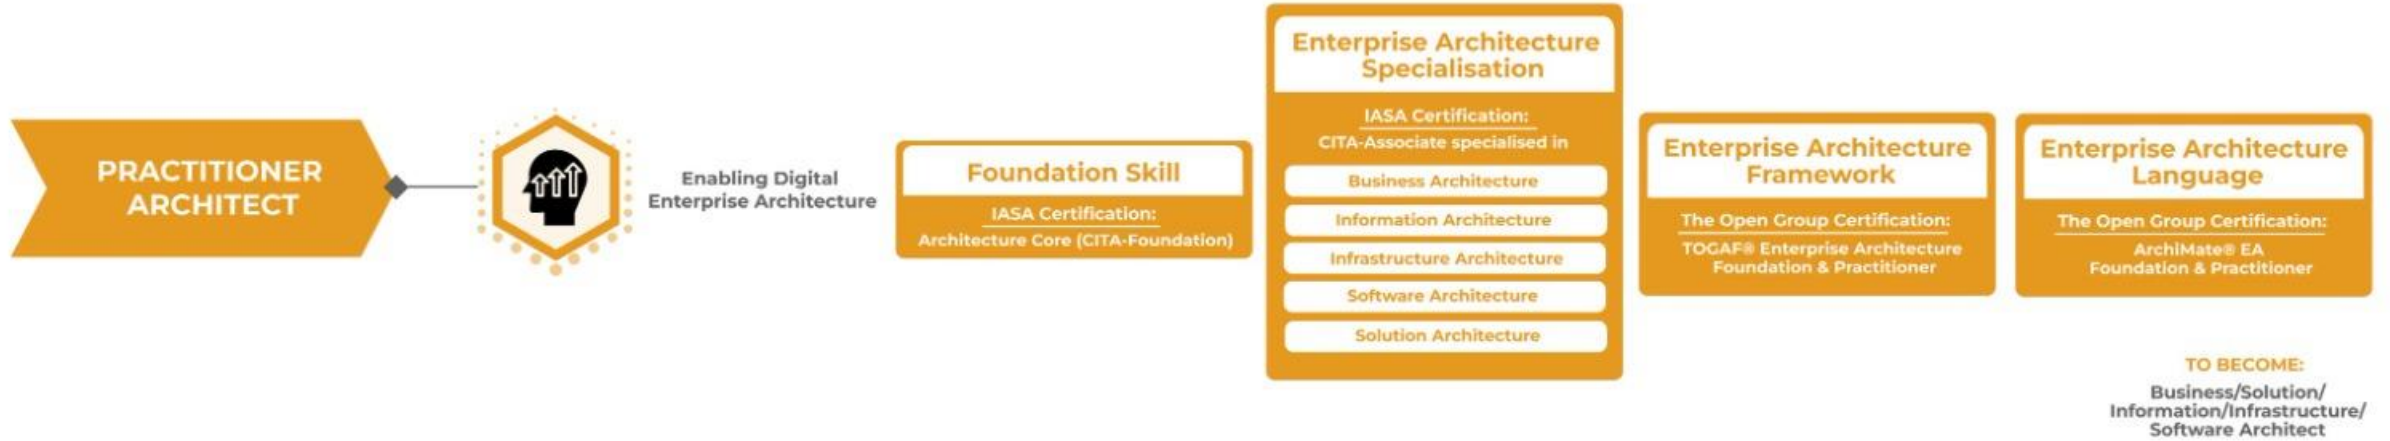 PRACTITIONER
ARCHITECT
Enabling Digital
Enterprise Architecture
Foundation Skill
IASA Certification:
Architecture Core (CITA-Foundation)
Enterprise Architecture
Specialisation
IASA Certification:
CITA-Associate specialised in
Business Architecture
Information Architecture
Infrastructure Architecture
Software Architecture
Solution Architecture
Enterprise Architecture
Framework
The Open Group Certification:
TOGAF® Enterprise Architecture
Foundation & Practitioner
Enterprise Architecture
Language
The Open Group Certification:
ArchiMate® EA
Foundation & Practitioner
TO BECOME:
Business/Solution/
Information/Infrastructure/
Software Architect